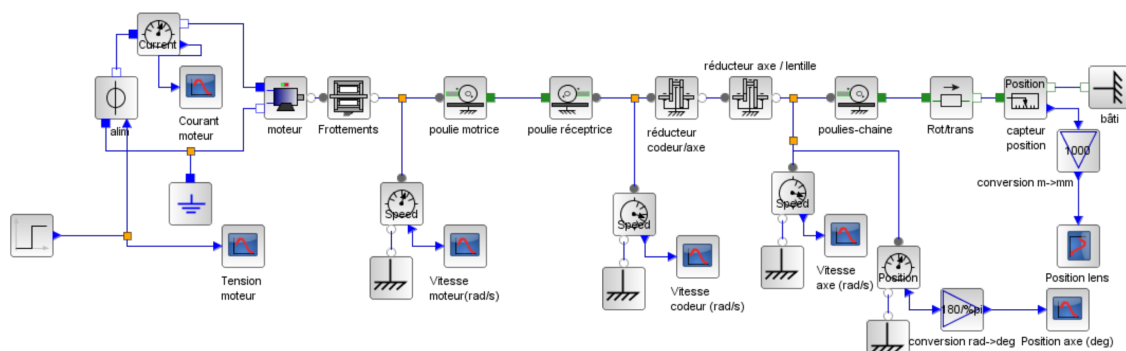 Current
Courant
moteur
alim
Tension
moteur
moteur
Frottements
Speed
Vitesse
moteur(rad/s)
poulie motrice
poulie réceptrice
Speed
Vitesse
codeur (rad/s)
réducteur
codeur/axe
réducteur axe / lentille
Speed
Vitesse
axe (rad/s)
Position
180/%pi
conversion rad->deg
Position axe (deg)
poulies-chaine
Rot/trans
Position
capteur
position
bâti
1000
conversion m->mm
Position lens